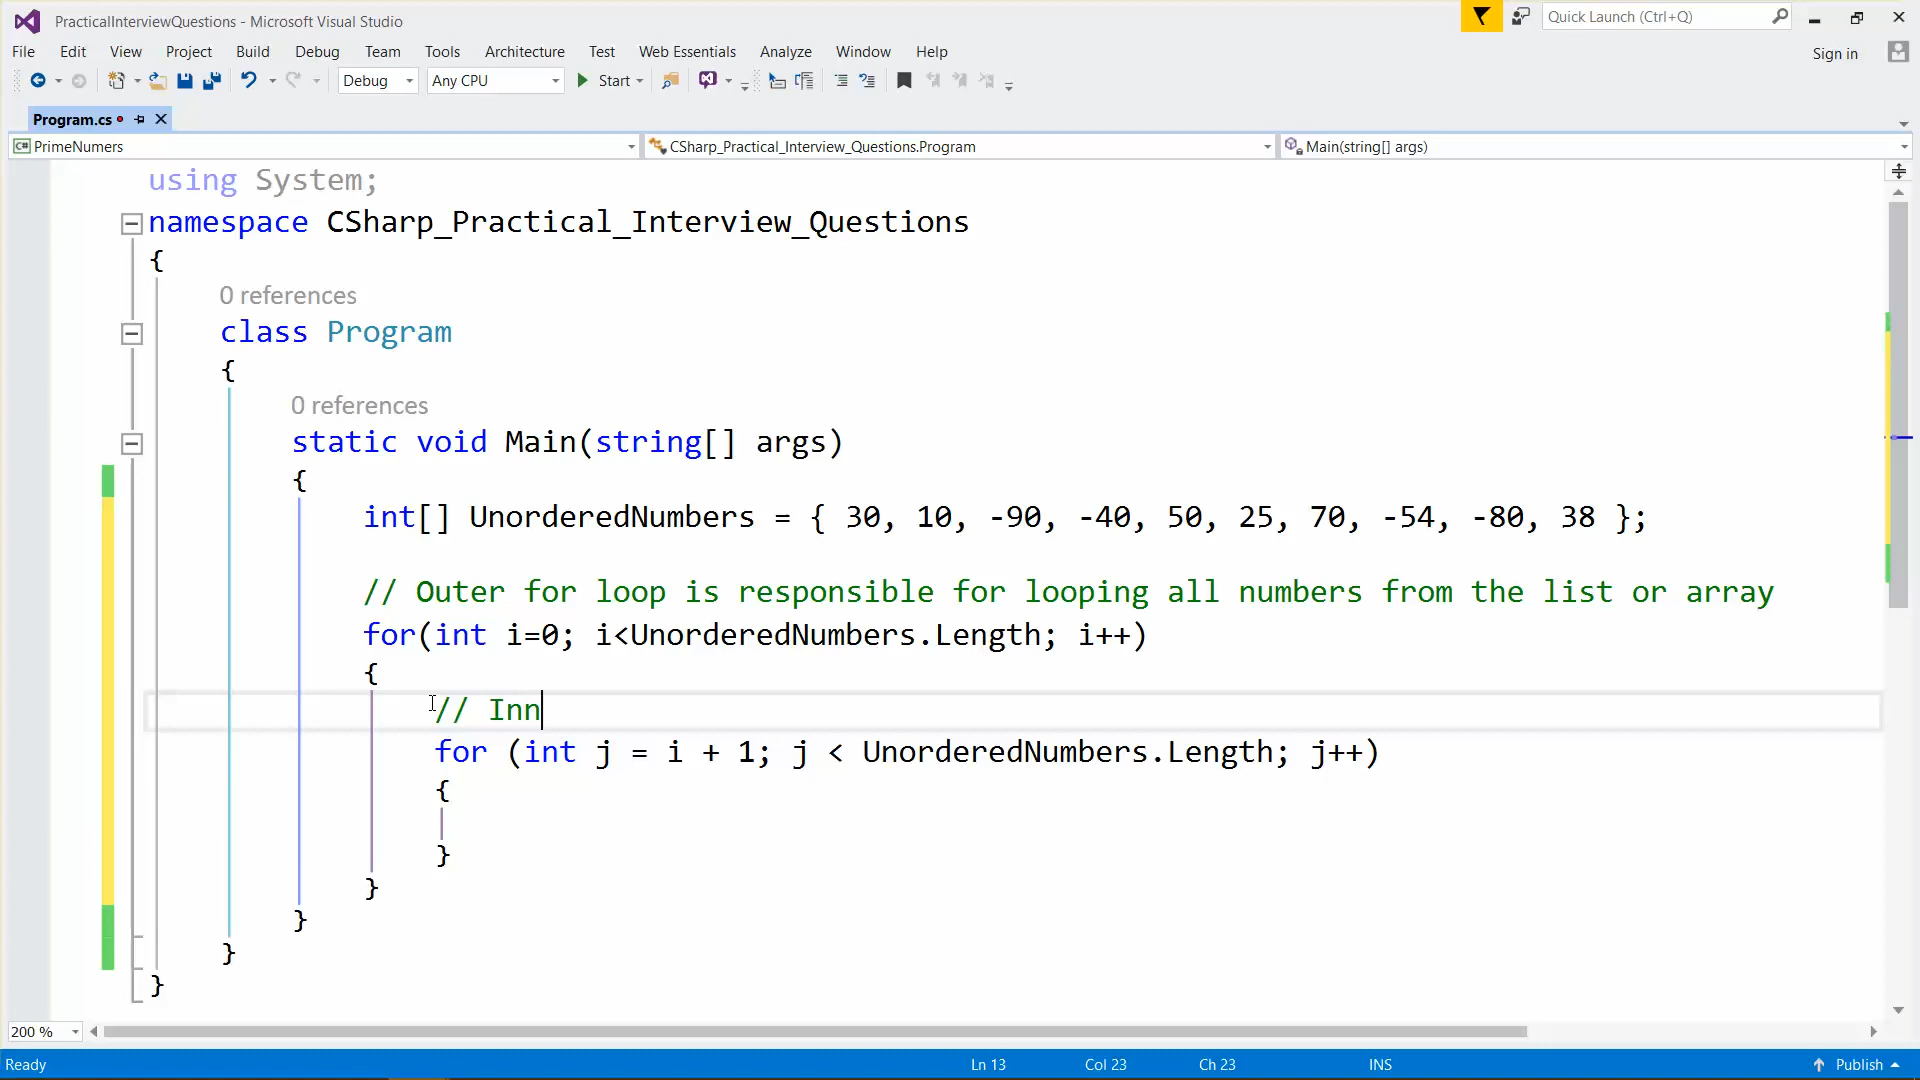 PracticalInterviewQuestions - Microsoft Visual Studio
Quick Launch (Ctrl+Q)
File Edit View Project Build Debug Team Tools Architecture Test Web Essentials Analyze Window Help
Sign in
Debug Any CPU Start
Program.cs
C# PrimeNumers CSharp_Practical_Interview_Questions.Program Main(string[] args)
using System;
namespace CSharp_Practical_Interview_Questions
{
0 references
class Program
{
0 references
static void Main(string[] args)
{
int[] UnorderedNumbers = { 30, 10, -90, -40, 50, 25, 70, -54, -80, 38 };
// Outer for loop is responsible for looping all numbers from the list or array
for(int i=0; i<UnorderedNumbers.Length; i++)
{
// Inn
for (int j = i + 1; j < UnorderedNumbers.Length; j++)
{
}
}
}
}
}
200 %
Ready Ln 13 Col 23 Ch 23 INS Publish